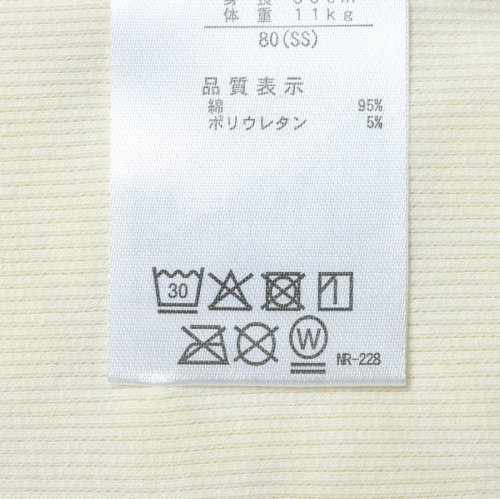 体重 11kg
80(SS)
品質表示
綿 95%
ポリウレタン 5%
30
W
NR-228